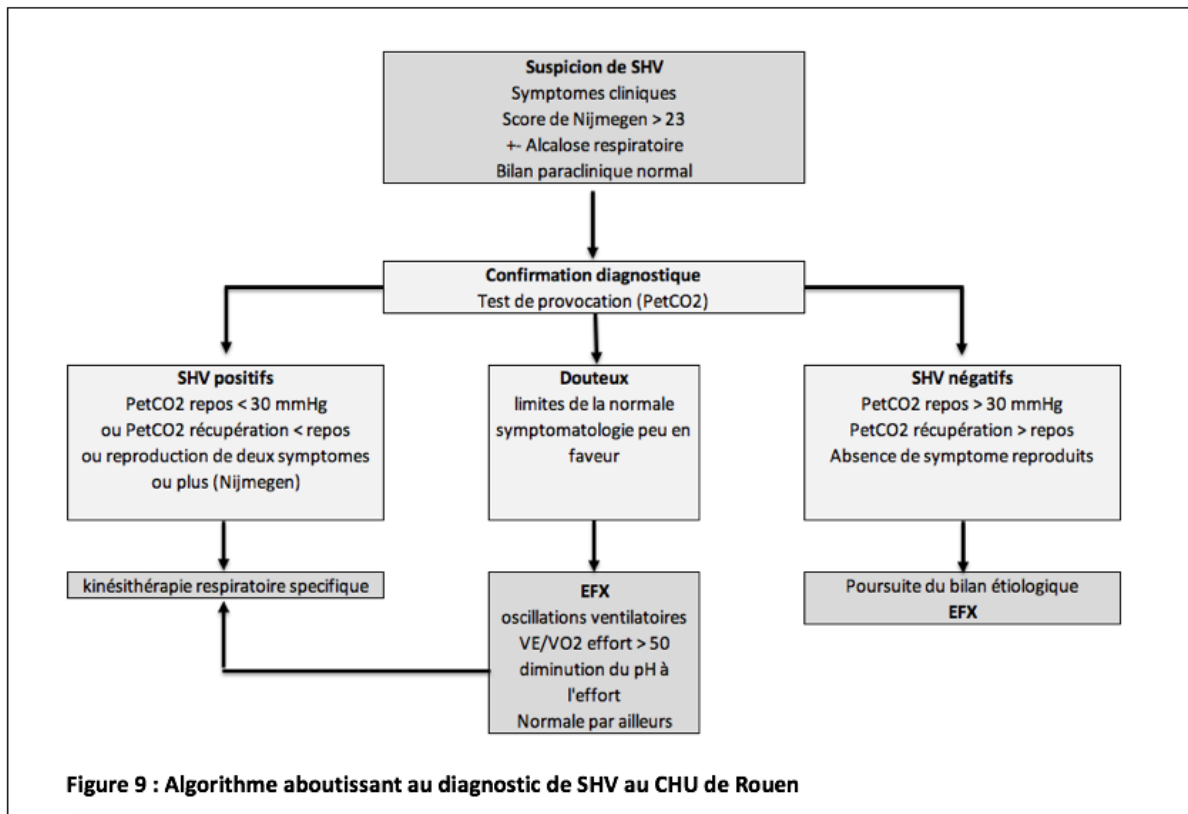 Suspicion de SHV
Symptomes cliniques
Score de Nijmegen > 23
+- Alcalose respiratoire
Bilan paraclinique normal
Confirmation diagnostique
Test de provocation (PetCO2)
SHV positifs
PetCO2 repos < 30 mmHg
ou PetCO2 récupération < repos
ou reproduction de deux symptomes
ou plus (Nijmegen)
Douteux
limites de la normale
symptomatologie peu en
faveur
SHV négatifs
PetCO2 repos > 30 mmHg
PetCO2 récupération > repos
Absence de symptome reproduits
kinésithérapie respiratoire specifique
EFX
oscillations ventilatoires
VE/VO2 effort > 50
diminution du pH à
l'effort
Normale par ailleurs
Poursuite du bilan étiologique
EFX
Figure 9 : Algorithme aboutissant au diagnostic de SHV au CHU de Rouen